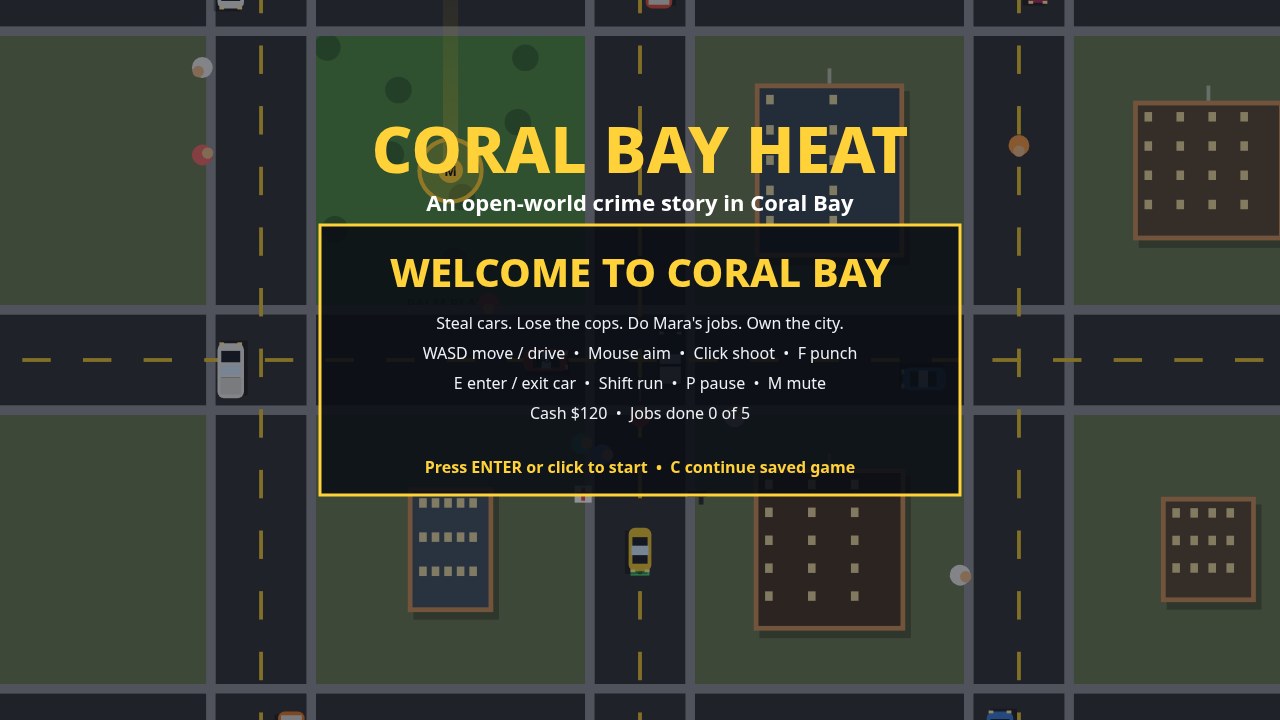 CORAL BAY HEAT
M
An open-world crime story in Coral Bay
WELCOME TO CORAL BAY
Steal cars. Lose the cops. Do Mara's jobs. Own the city.
WASD move / drive • Mouse aim • Click shoot • F punch
E enter / exit car • Shift run • P pause • M mute
Cash $120 • Jobs done 0 of 5
Press ENTER or click to start • C continue saved game